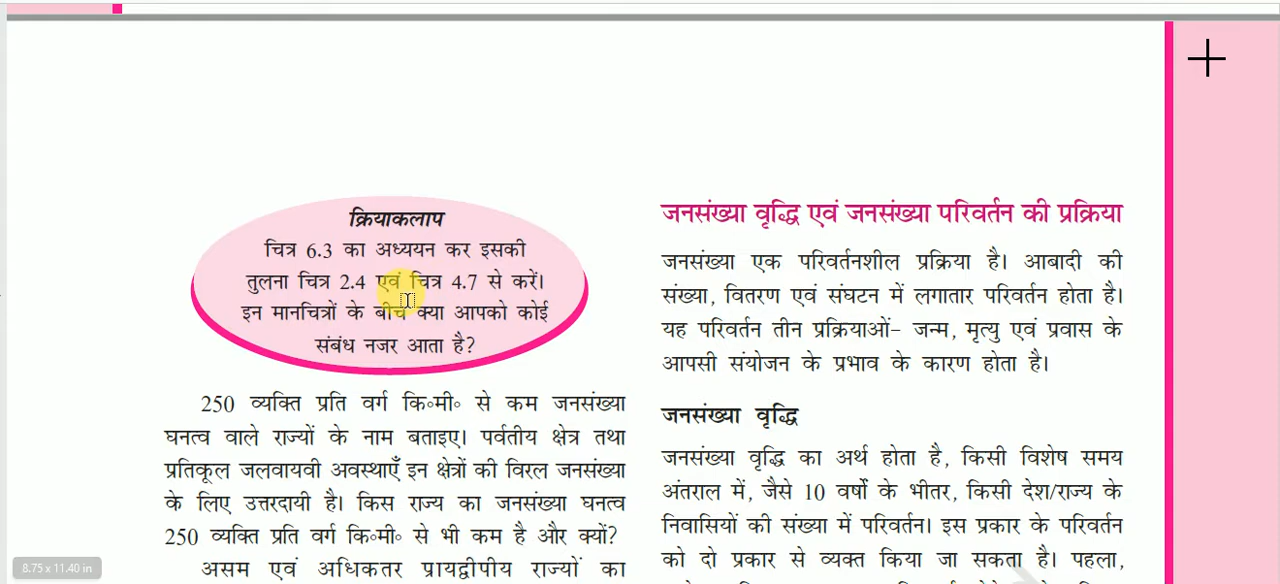 क्रियाकलाप
चित्र 6.3 का अध्ययन कर इसकी
तुलना चित्र 2.4 एवं चित्र 4.7 से करें।
इन मानचित्रों के बीच क्या आपको कोई
संबंध नजर आता है?
250 व्यक्ति प्रति वर्ग कि॰मी॰ से कम जनसंख्या
घनत्व वाले राज्यों के नाम बताइए। पर्वतीय क्षेत्र तथा
प्रतिकूल जलवायवी अवस्थाएँ इन क्षेत्रों की विरल जनसंख्या
के लिए उत्तरदायी है। किस राज्य का जनसंख्या घनत्व
250 व्यक्ति प्रति वर्ग कि॰मी॰ से भी कम है और क्यों?
असम एवं अधिकतर प्रायद्वीपीय राज्यों का
जनसंख्या वृद्धि एवं जनसंख्या परिवर्तन की प्रक्रिया
जनसंख्या एक परिवर्तनशील प्रक्रिया है। आबादी की
संख्या, वितरण एवं संघटन में लगातार परिवर्तन होता है।
यह परिवर्तन तीन प्रक्रियाओं– जन्म, मृत्यु एवं प्रवास के
आपसी संयोजन के प्रभाव के कारण होता है।
जनसंख्या वृद्धि
जनसंख्या वृद्धि का अर्थ होता है, किसी विशेष समय
अंतराल में, जैसे 10 वर्षों के भीतर, किसी देश/राज्य के
निवासियों की संख्या में परिवर्तन। इस प्रकार के परिवर्तन
को दो प्रकार से व्यक्त किया जा सकता है। पहला,
8.75 x 11.40 in